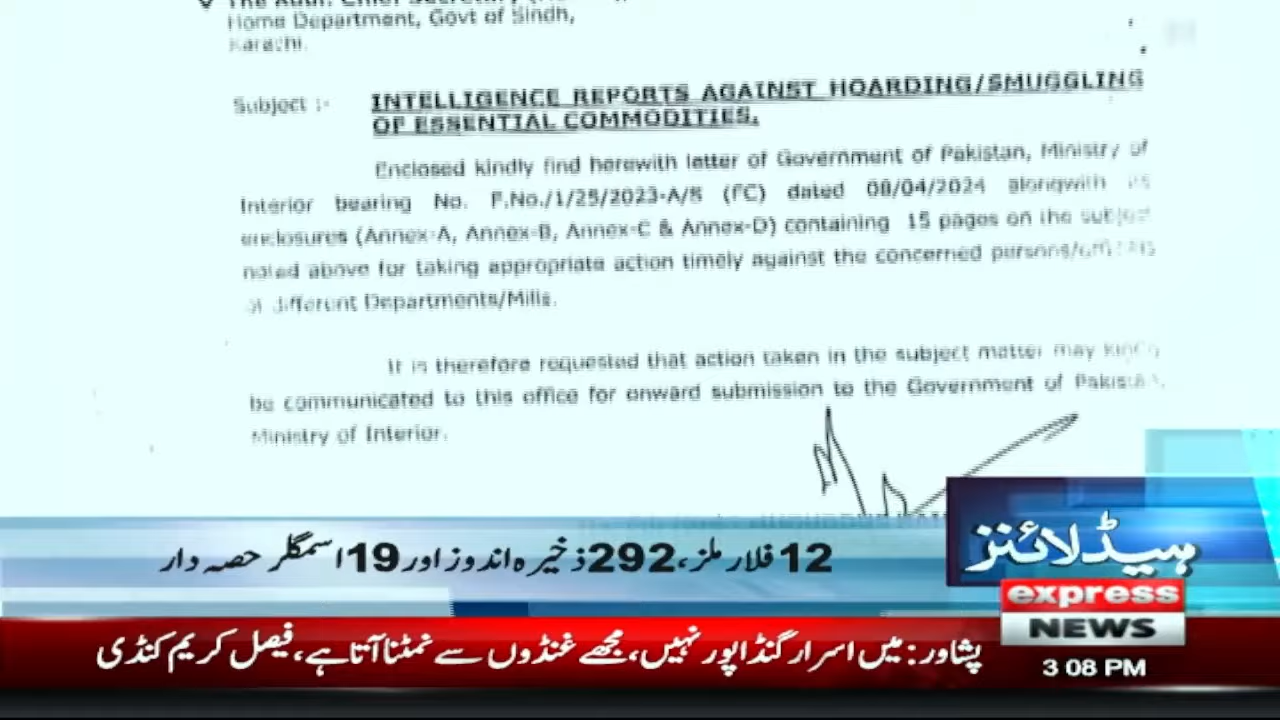 Home Department, Govt of Sindh,
Karachi.
Subject :- INTELLIGENCE REPORTS AGAINST HOARDING/SMUGGLING
OF ESSENTIAL COMMODITIES.
Enclosed kindly find herewith letter of Government of Pakistan, Ministry of
Interior bearing No. F.No./1/25/2023-A/S (FC) dated 08/04/2024 alongwith its
enclosures (Annex-A, Annex-B, Annex-C & Annex-D) containing 15 pages on the subject
noted above for taking appropriate action timely against the concerned persons/officials
of different Departments/Mills.
It is therefore requested that action taken in the subject matter may kindly
be communicated to this office for onward submission to the Government of Pakistan,
Ministry of Interior.
ہیڈلائنز
12 فلار ملز، 292 ذخیرہ اندوز اور 19 اسمگلر حصہ دار
express
NEWS
پشاور: میں اسرار گنڈاپور نہیں، مجھے غنڈوں سے نمٹنا آتا ہے، فیصل کریم کنڈی
3:08 PM